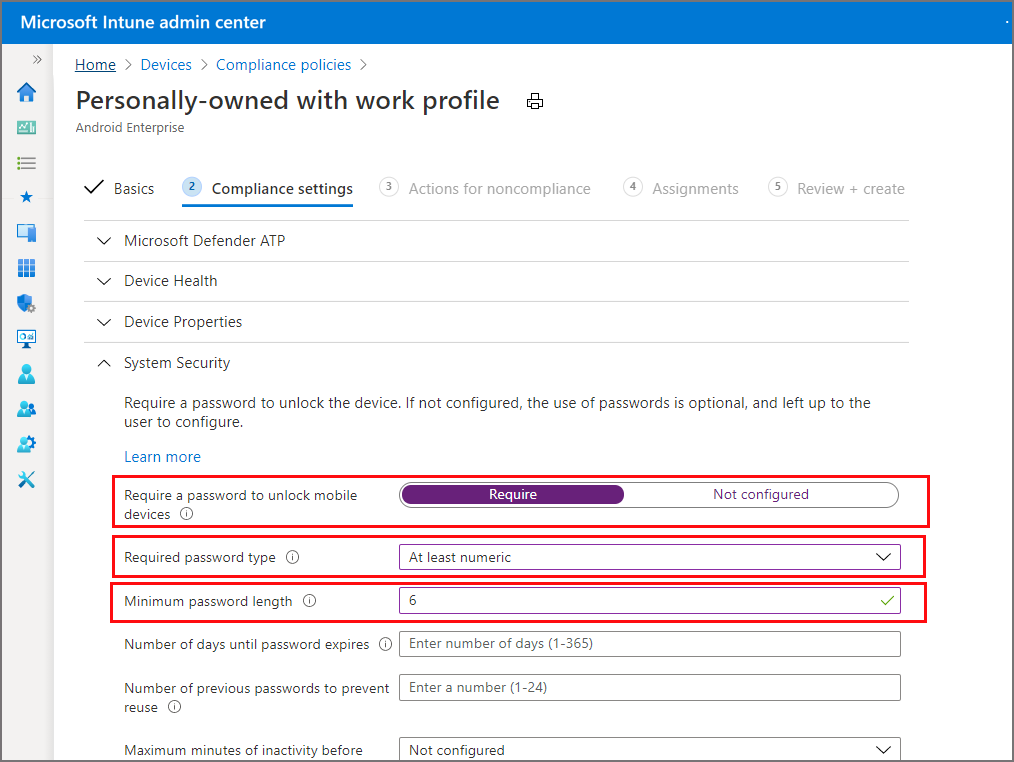 Microsoft Intune admin center
Home > Devices > Compliance policies >
Personally-owned with work profile
Android Enterprise
Basics 2 Compliance settings 3 Actions for noncompliance 4 Assignments 5 Review + create
Microsoft Defender ATP
Device Health
Device Properties
System Security
Require a password to unlock the device. If not configured, the use of passwords is optional, and left up to the
user to configure.
Learn more
Require a password to unlock mobile
devices
Require Not configured
Required password type At least numeric
Minimum password length 6
Number of days until password expires Enter number of days (1-365)
Number of previous passwords to prevent
reuse
Enter a number (1-24)
Maximum minutes of inactivity before Not configured